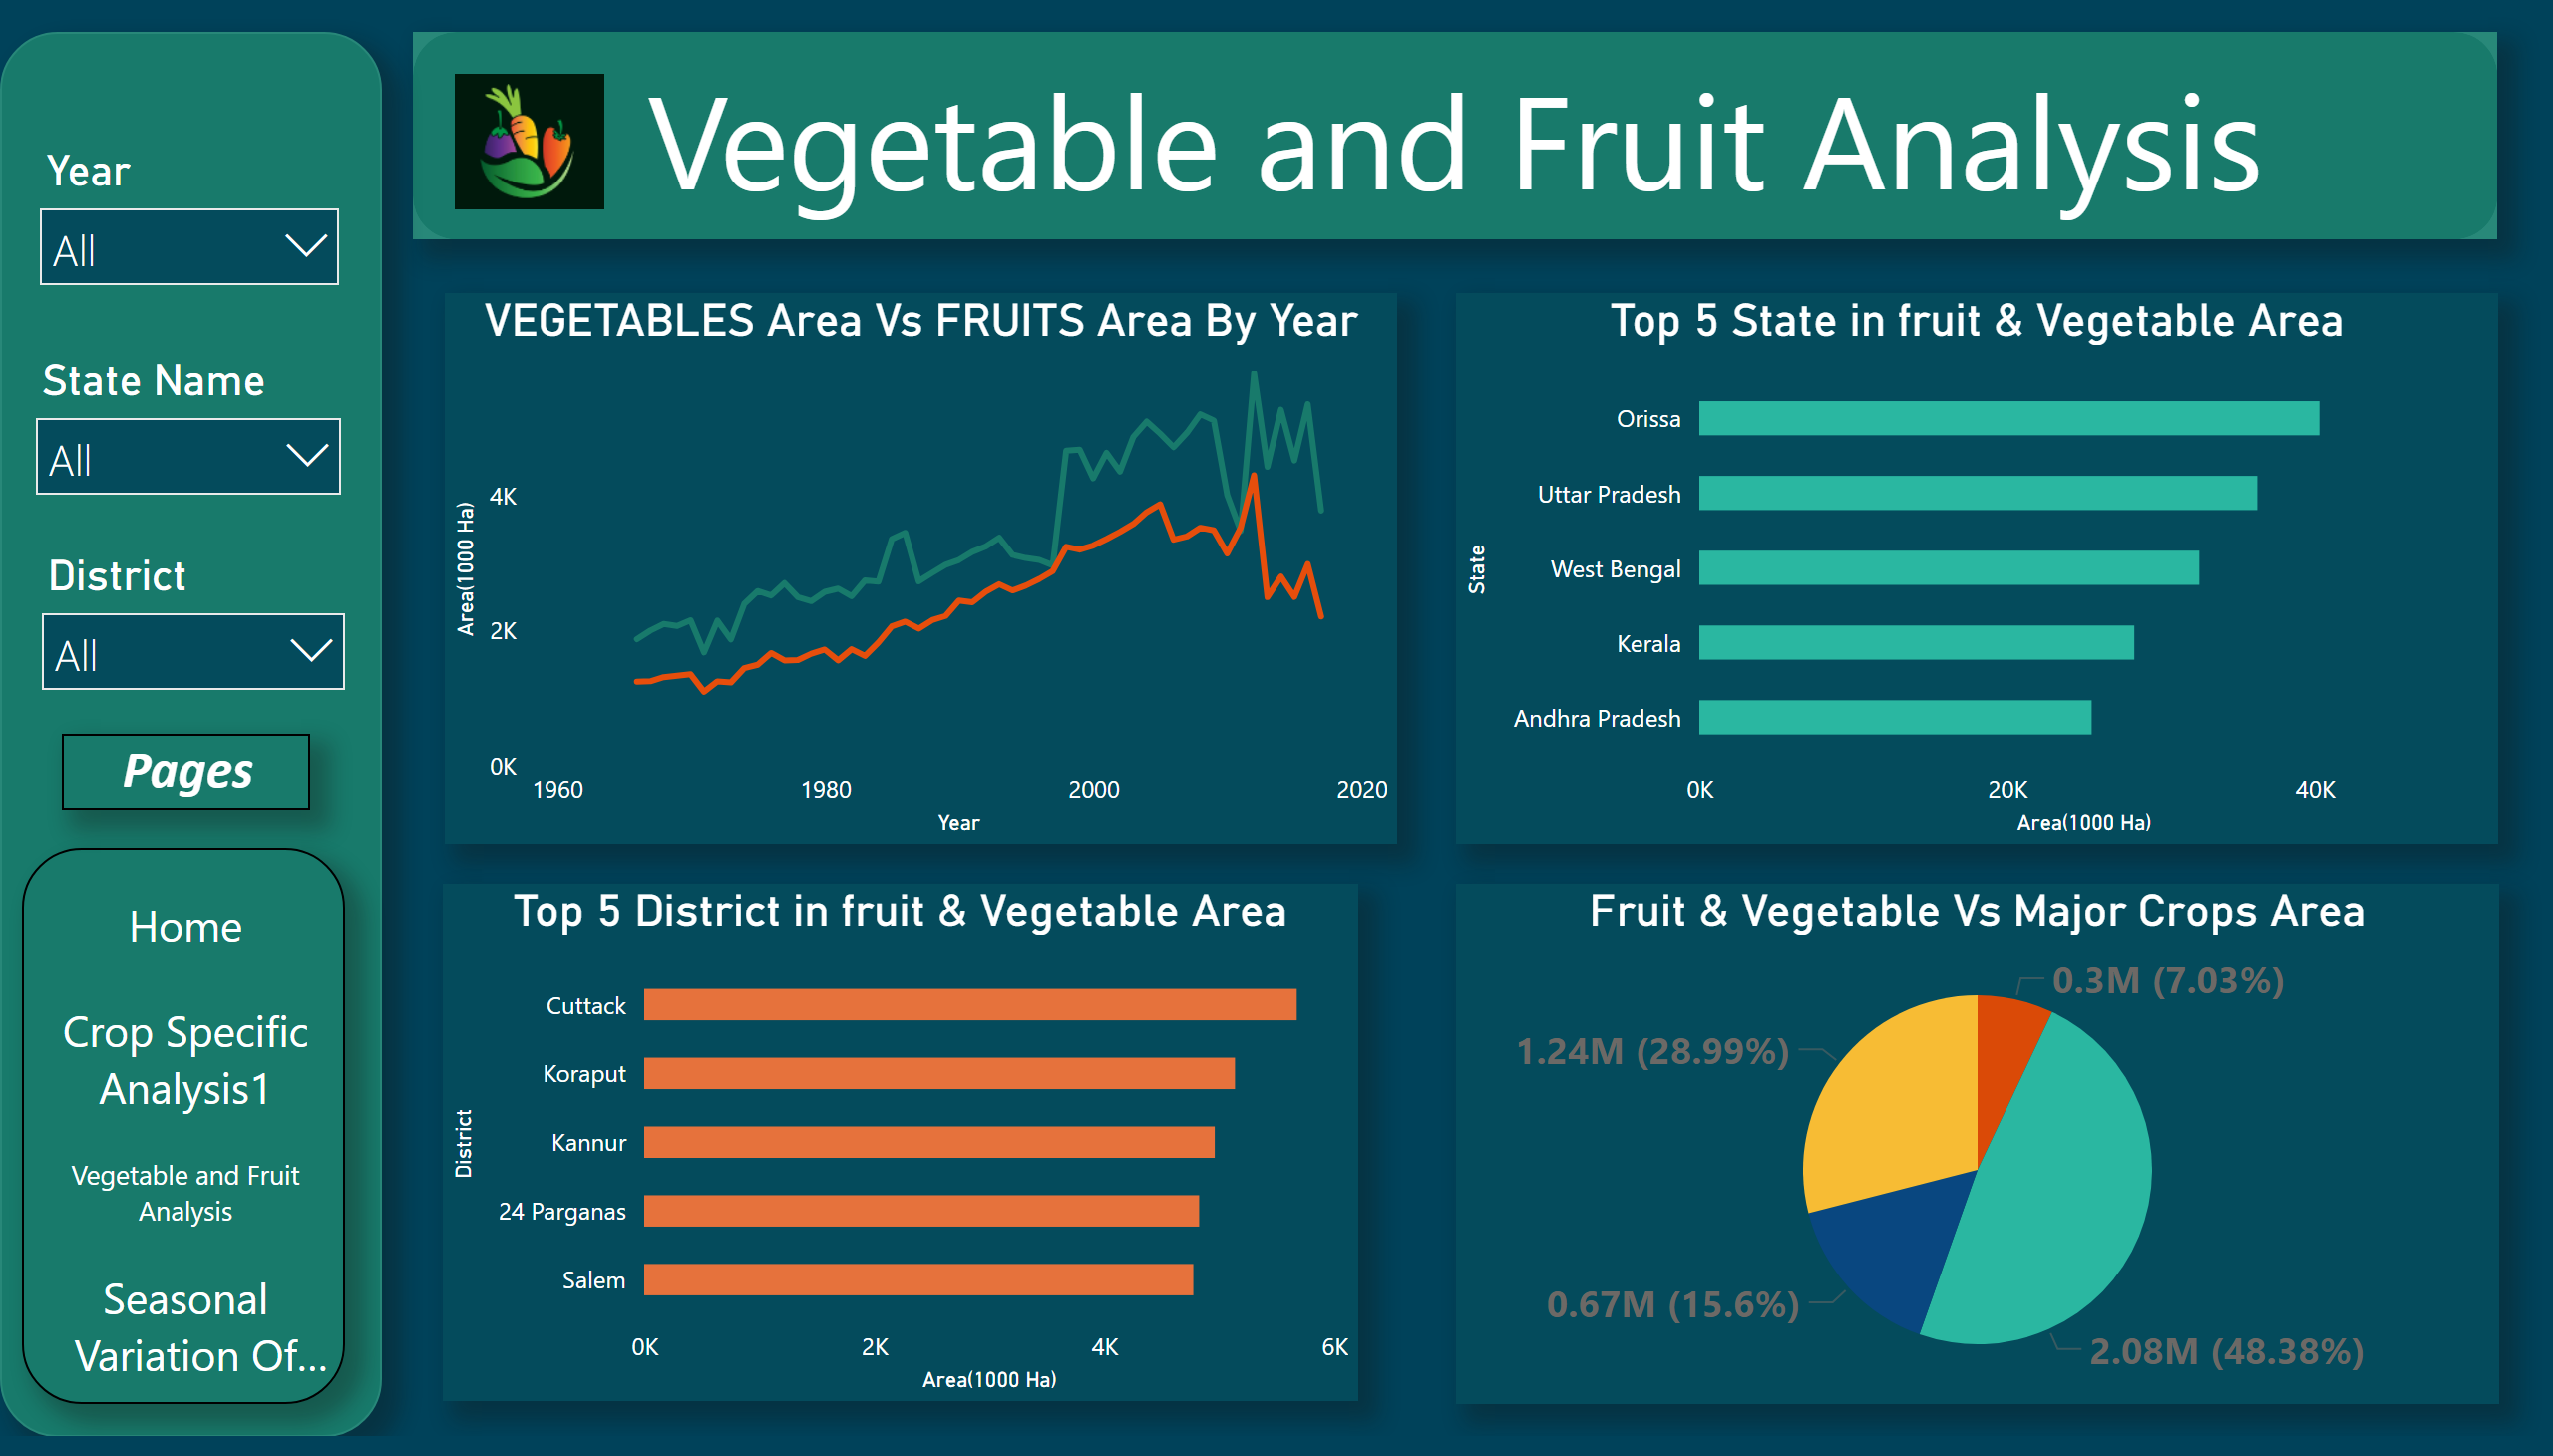 Vegetable and Fruit Analysis
Year
All
State Name
All
District
All
Pages
Home
Crop Specific
Analysis1
Vegetable and Fruit
Analysis
Seasonal
Variation Of...
VEGETABLES Area Vs FRUITS Area By Year
Area(1000 Ha)
4K
2K
0K
1960
1980
2000
2020
Year
Top 5 State in fruit & Vegetable Area
State
Orissa
Uttar Pradesh
West Bengal
Kerala
Andhra Pradesh
0K
20K
40K
Area(1000 Ha)
Top 5 District in fruit & Vegetable Area
District
Cuttack
Koraput
Kannur
24 Parganas
Salem
0K
2K
4K
6K
Area(1000 Ha)
Fruit & Vegetable Vs Major Crops Area
0.3M (7.03%)
1.24M (28.99%)
0.67M (15.6%)
2.08M (48.38%)